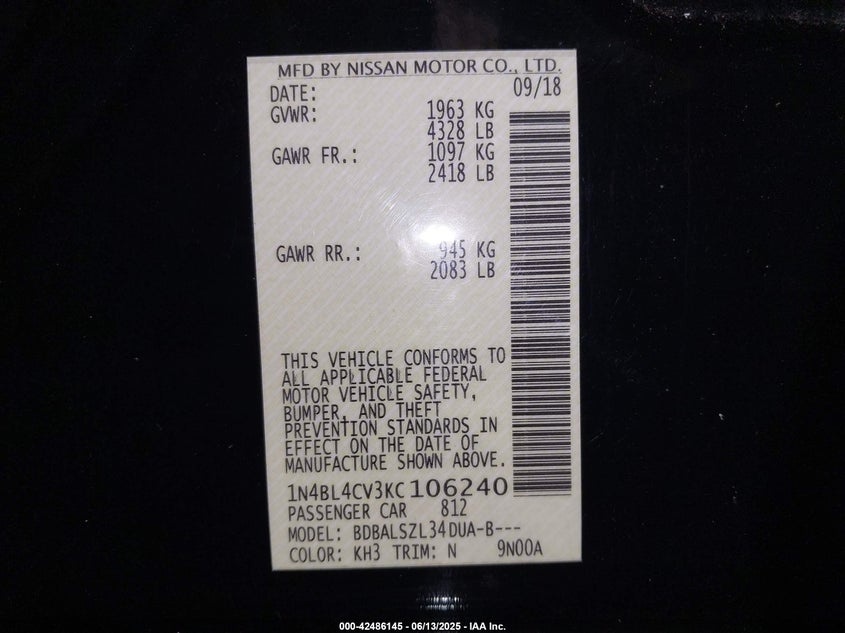 MFD BY NISSAN MOTOR CO., LTD.
DATE: 09/18
GVWR: 1963 KG
4328 LB
GAWR FR.: 1097 KG
2418 LB
GAWR RR.: 945 KG
2083 LB
THIS VEHICLE CONFORMS TO
ALL APPLICABLE FEDERAL
MOTOR VEHICLE SAFETY,
BUMPER, AND THEFT
PREVENTION STANDARDS IN
EFFECT ON THE DATE OF
MANUFACTURE SHOWN ABOVE.
1N4BL4CV3KC106240
PASSENGER CAR 812
MODEL: BDBALSZL34DUA-B---
COLOR: KH3 TRIM: N 9N00A
000-42486145 - 06/13/2025 - IAA Inc.